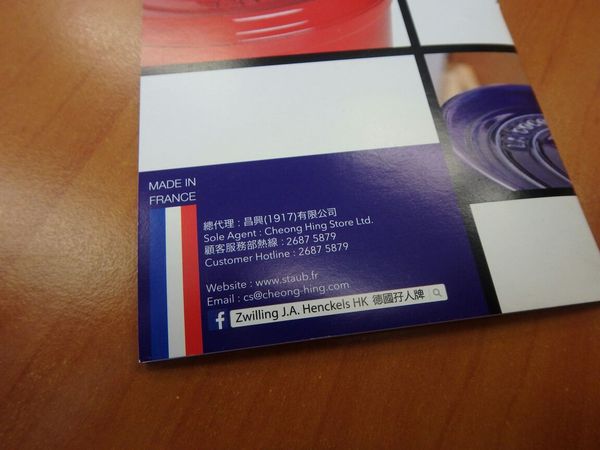 MADE IN
FRANCE
總代理 : 昌興(1917)有限公司
Sole Agent : Cheong Hing Store Ltd.
顧客服務部熱線 : 2687 5879
Customer Hotline : 2687 5879
Website : www.staub.fr
Email : cs@cheong-hing.com
f Zwilling J.A. Henckels HK 德國孖人牌